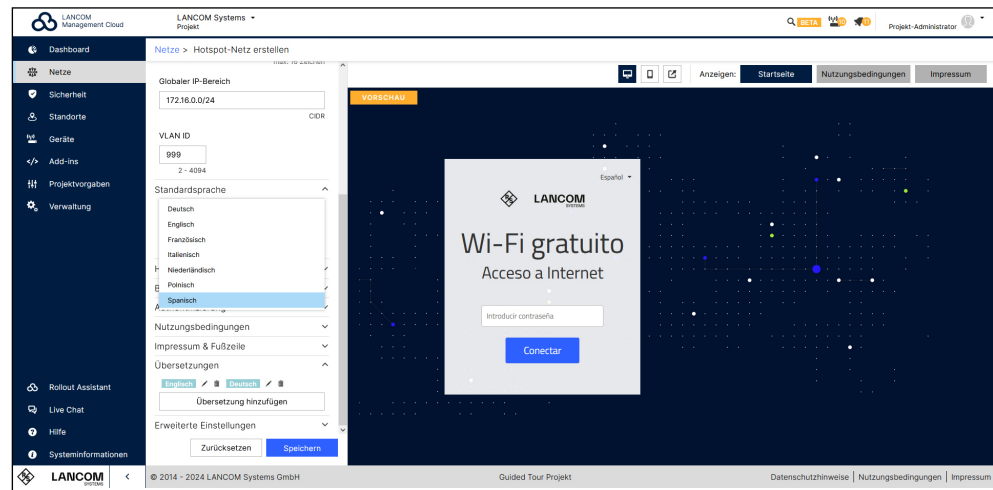 LANCOM
Management Cloud
LANCOM Systems
Projekt
BETA
Projekt-Administrator
Dashboard
Netze
Sicherheit
Standorte
Geräte
Add-ins
Projektvorgaben
Verwaltung
Rollout Assistant
Live Chat
Hilfe
Systeminformationen
LANCOM
SYSTEMS
Netze > Hotspot-Netz erstellen
max. 16 Zeichen
Globaler IP-Bereich
172.16.0.0/24
CIDR
VLAN ID
999
2 - 4094
Standardsprache
Deutsch
Englisch
Französisch
Italienisch
Niederländisch
Polnisch
Spanisch
Nutzungsbedingungen
Impressum & Fußzeile
Übersetzungen
Englisch Deutsch
Übersetzung hinzufügen
Erweiterte Einstellungen
Zurücksetzen Speichern
Anzeigen: Startseite Nutzungsbedingungen Impressum
VORSCHAU
Español
LANCOM
SYSTEMS
Wi-Fi gratuito
Acceso a Internet
Introducir contraseña
Conectar
© 2014 - 2024 LANCOM Systems GmbH Guided Tour Projekt Datenschutzhinweise | Nutzungsbedingungen | Impressum